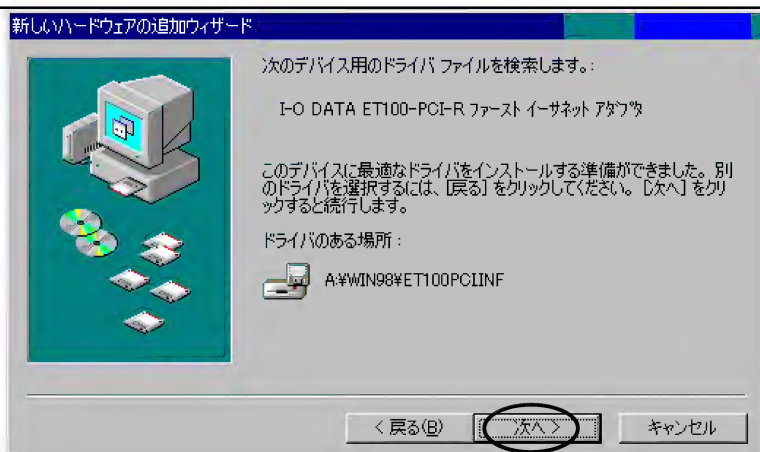 新しいハードウェアの追加ウィザード
次のデバイス用のドライバ ファイルを検索します。:
I-O DATA ET100-PCI-R ファースト イーサネット アダプタ
このデバイスに最適なドライバをインストールする準備ができました。別
のドライバを選択するには、[戻る] をクリックしてください。[次へ] をクリ
ックすると続行します。
ドライバのある場所 :
A:¥WIN98¥ET100PCI.INF
< 戻る(B)
次へ >
キャンセル